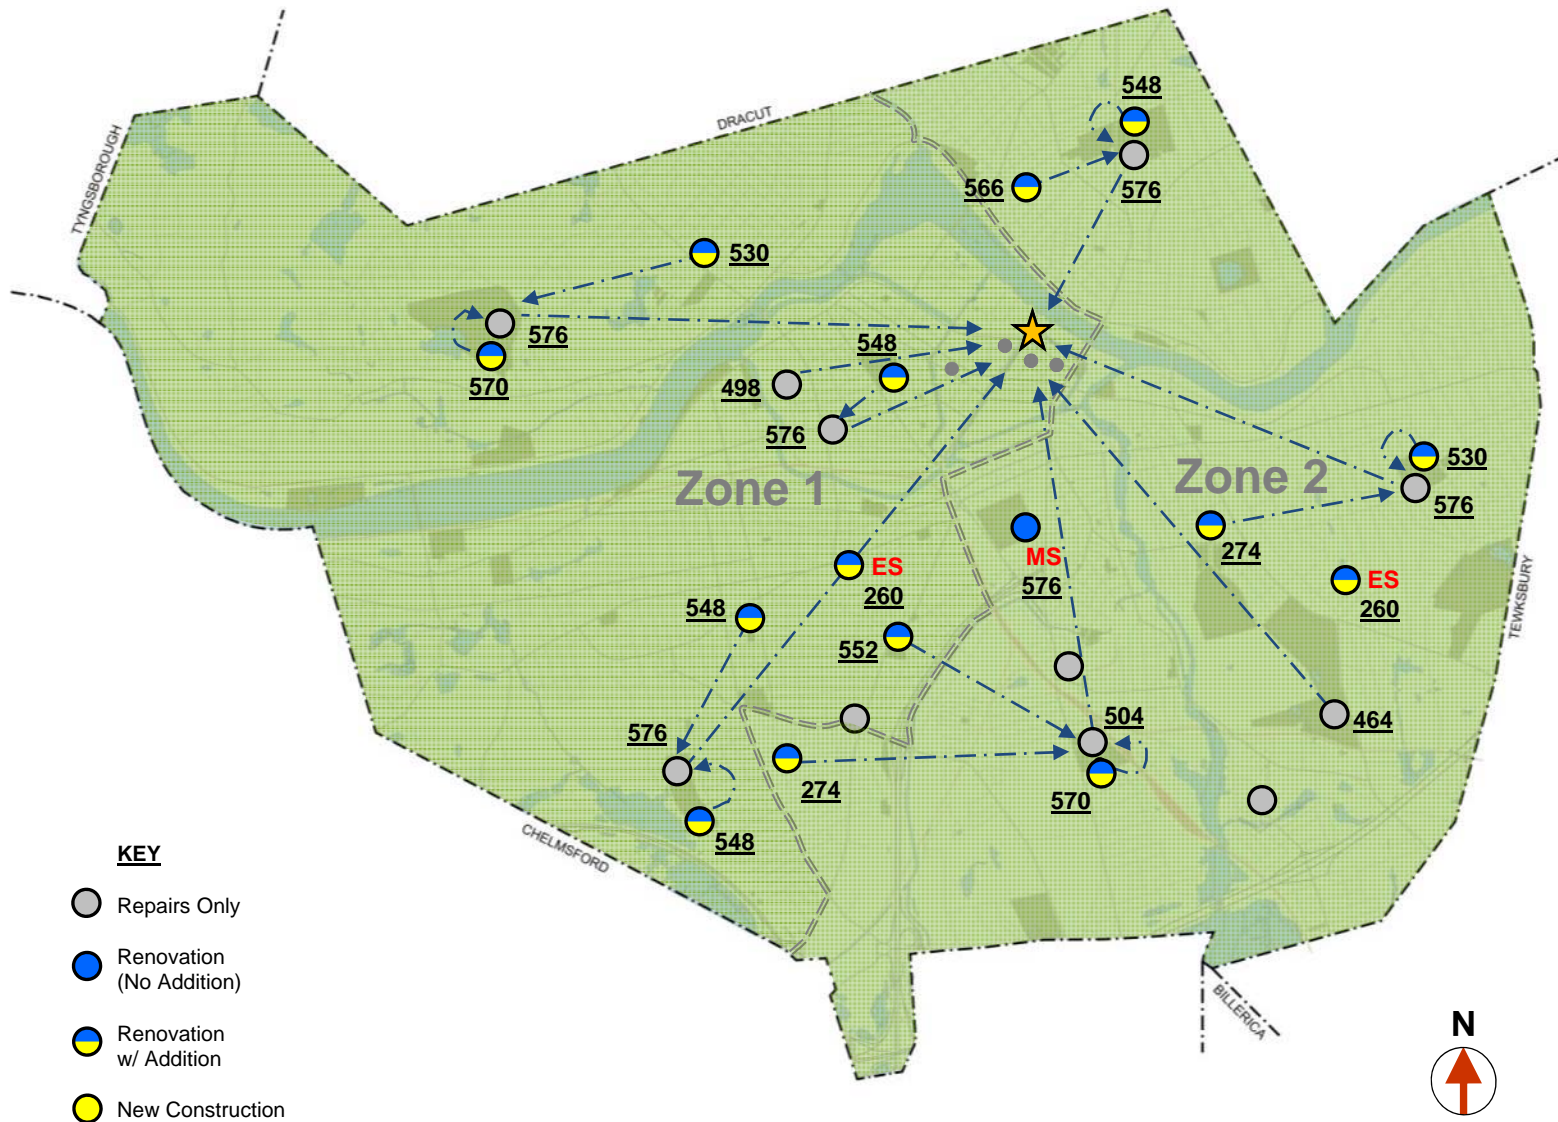 548
DRACUT
TYNGSBOROUGH
566
576
530
576
548
570
498
576
Zone 1
Zone 2
530
576
274
MS
576
ES
260
ES
260
548
552
TEWKSBURY
504
464
576
274
570
548
CHELMSFORD
KEY
Repairs Only
Renovation
(No Addition)
BILLERICA
N
Renovation
w/ Addition
New Construction